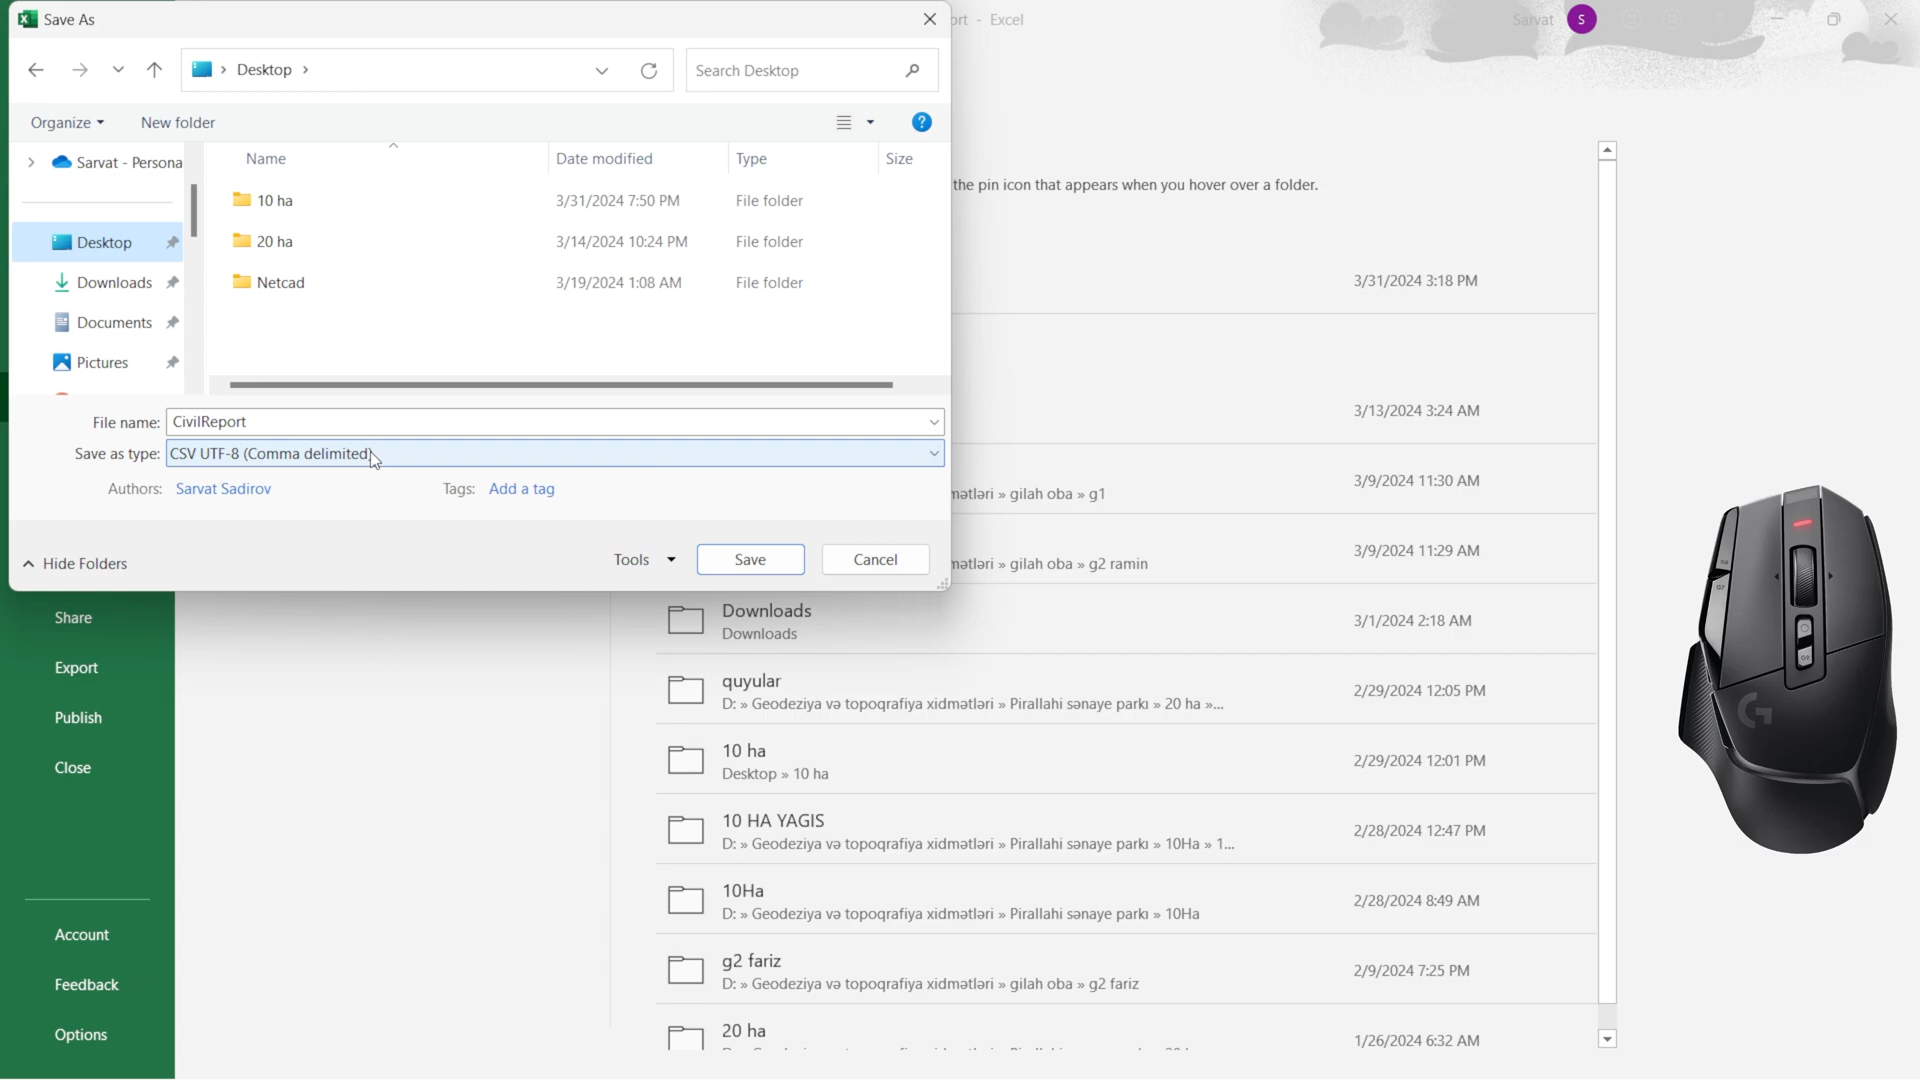 Save As
ort - Excel
Sarvat
S
Desktop
Search Desktop
Organize
New folder
?
Sarvat - Persona
Desktop
Downloads
Documents
Pictures
Name
Date modified
Type
Size
10 ha
3/31/2024 7:50 PM
File folder
20 ha
3/14/2024 10:24 PM
File folder
Netcad
3/19/2024 1:08 AM
File folder
File name:
CivilReport
Save as type:
CSV UTF-8 (Comma delimited)
Authors:
Sarvat Sadirov
Tags:
Add a tag
Hide Folders
Tools
Save
Cancel
the pin icon that appears when you hover over a folder.
3/31/2024 3:18 PM
3/13/2024 3:24 AM
mətləri » gilah oba » g1
3/9/2024 11:30 AM
mətləri » gilah oba » g2 ramin
3/9/2024 11:29 AM
Downloads
Downloads
3/1/2024 2:18 AM
quyular
D: » Geodeziya və topoqrafiya xidmətləri » Pirallahi sənaye parkı » 20 ha »...
2/29/2024 12:05 PM
10 ha
Desktop » 10 ha
2/29/2024 12:01 PM
10 HA YAGIS
D: » Geodeziya və topoqrafiya xidmətləri » Pirallahi sənaye parkı » 10Ha » 1...
2/28/2024 12:47 PM
10Ha
D: » Geodeziya və topoqrafiya xidmətləri » Pirallahi sənaye parkı » 10Ha
2/28/2024 8:49 AM
g2 fariz
D: » Geodeziya və topoqrafiya xidmətləri » gilah oba » g2 fariz
2/9/2024 7:25 PM
20 ha
1/26/2024 6:32 AM
Share
Export
Publish
Close
Account
Feedback
Options